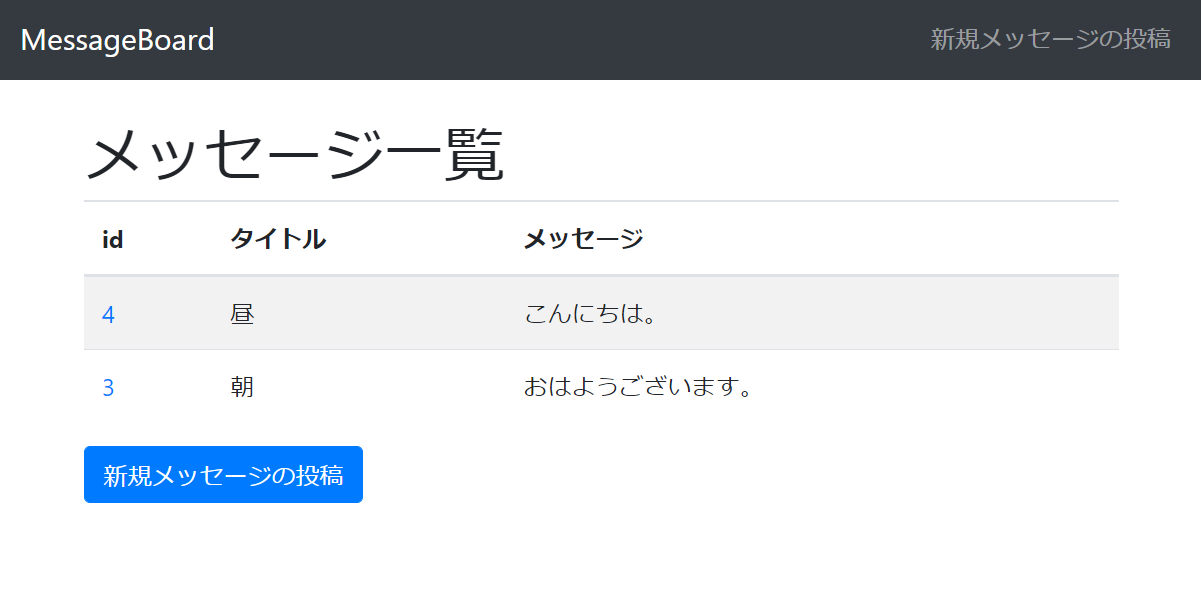 MessageBoard 新規メッセージの投稿
メッセージ一覧
id タイトル メッセージ
4 昼 こんにちは。
3 朝 おはようございます。
新規メッセージの投稿